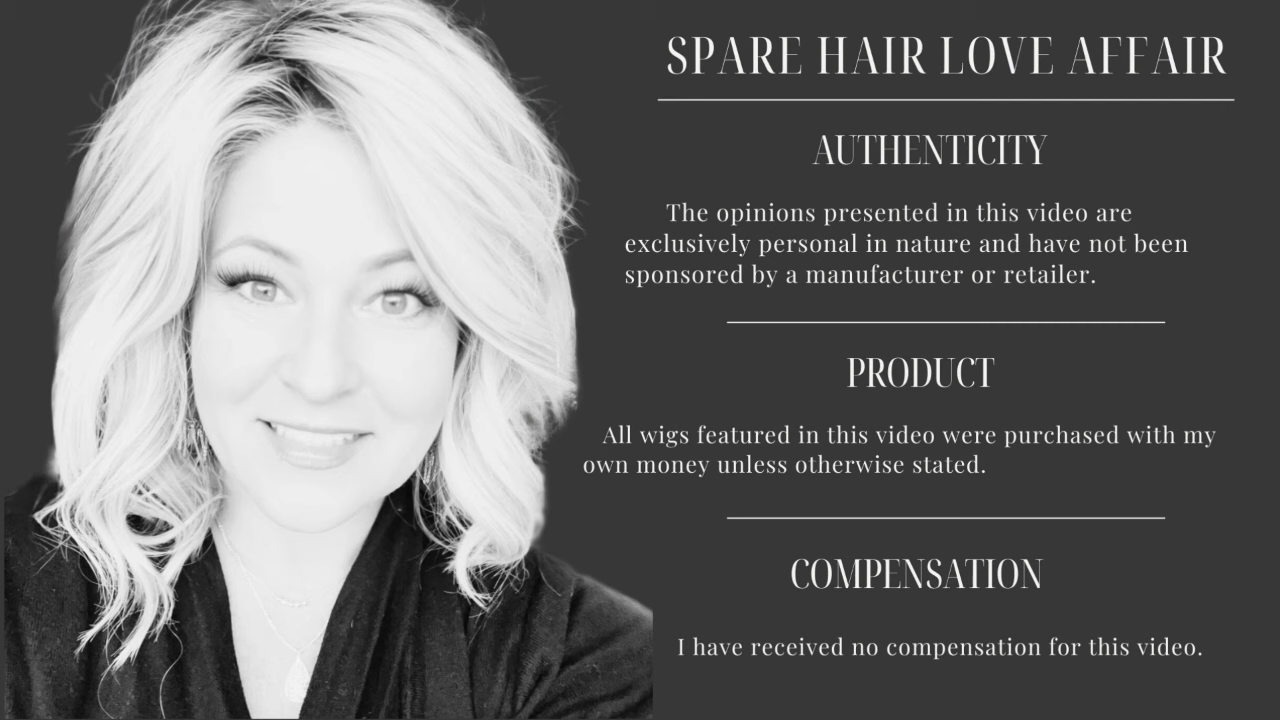 SPARE HAIR LOVE AFFAIR
AUTHENTICITY
The opinions presented in this video are
exclusively personal in nature and have not been
sponsored by a manufacturer or retailer.
PRODUCT
All wigs featured in this video were purchased with my
own money unless otherwise stated.
COMPENSATION
I have received no compensation for this video.